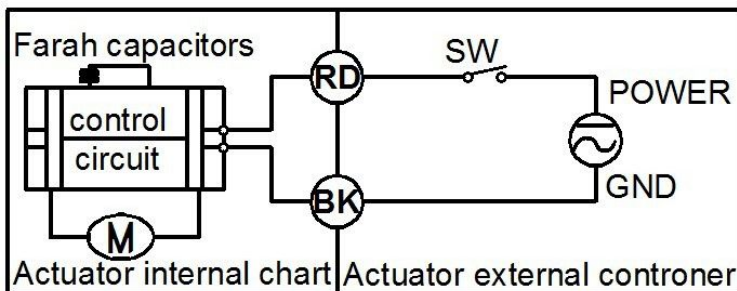 Farah capacitors
control
circuit
M
Actuator internal chart
RD
BK
SW
POWER
GND
Actuator external controner